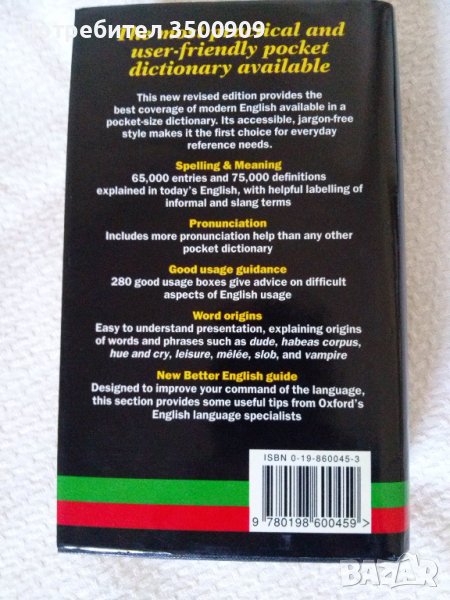 потребител 3500909
The most practical and
user-friendly pocket
dictionary available
This new revised edition provides the
best coverage of modern English available in a
pocket-size dictionary. Its accessible, jargon-free
style makes it the first choice for everyday
reference needs.
Spelling & Meaning
65,000 entries and 75,000 definitions
explained in today's English, with helpful labelling of
informal and slang terms
Pronunciation
Includes more pronunciation help than any other
pocket dictionary
Good usage guidance
280 good usage boxes give advice on difficult
aspects of English usage
Word origins
Easy to understand presentation, explaining origins
of words and phrases such as dude, habeas corpus,
hue and cry, leisure, mêlée, slob, and vampire
New Better English guide
Designed to improve your command of the language,
this section provides some useful tips from Oxford's
English language specialists
ISBN 0-19-860045-3
9 780198 600459 >
BAZAR